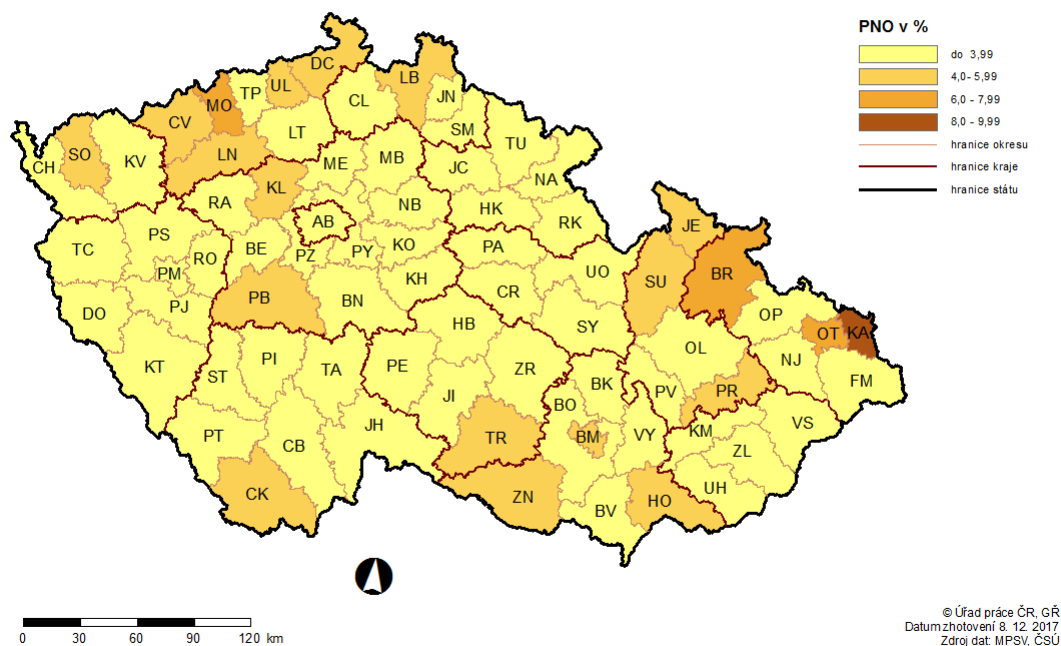 PNO v %
do 3,99
4,0- 5,99
6,0 - 7,99
8,0 - 9,99
hranice okresu
hranice kraje
hranice státu
DC
LB
MO
TP
UL
CL
JN
CV
LT
SM
TU
LN
ME
MB
JC
CH
SO
KV
KL
NA
RA
NB
HK
RK
AB
JE
TC
PS
RO
BE
PZ
PY
KO
PA
UO
SU
BR
PM
PB
BN
KH
CR
DO
PJ
SY
OP
OT
KA
HB
OL
NJ
KT
ST
PI
TA
PE
ZR
FM
JI
BK
PV
PR
BO
PT
CB
JH
TR
BM
VY
KM
VS
ZL
CK
ZN
BV
HO
UH
0 30 60 90 120 km
© Úřad práce ČR, GŘ
Datum zhotovení 8. 12. 2017
Zdroj dat: MPSV, ČSÚ